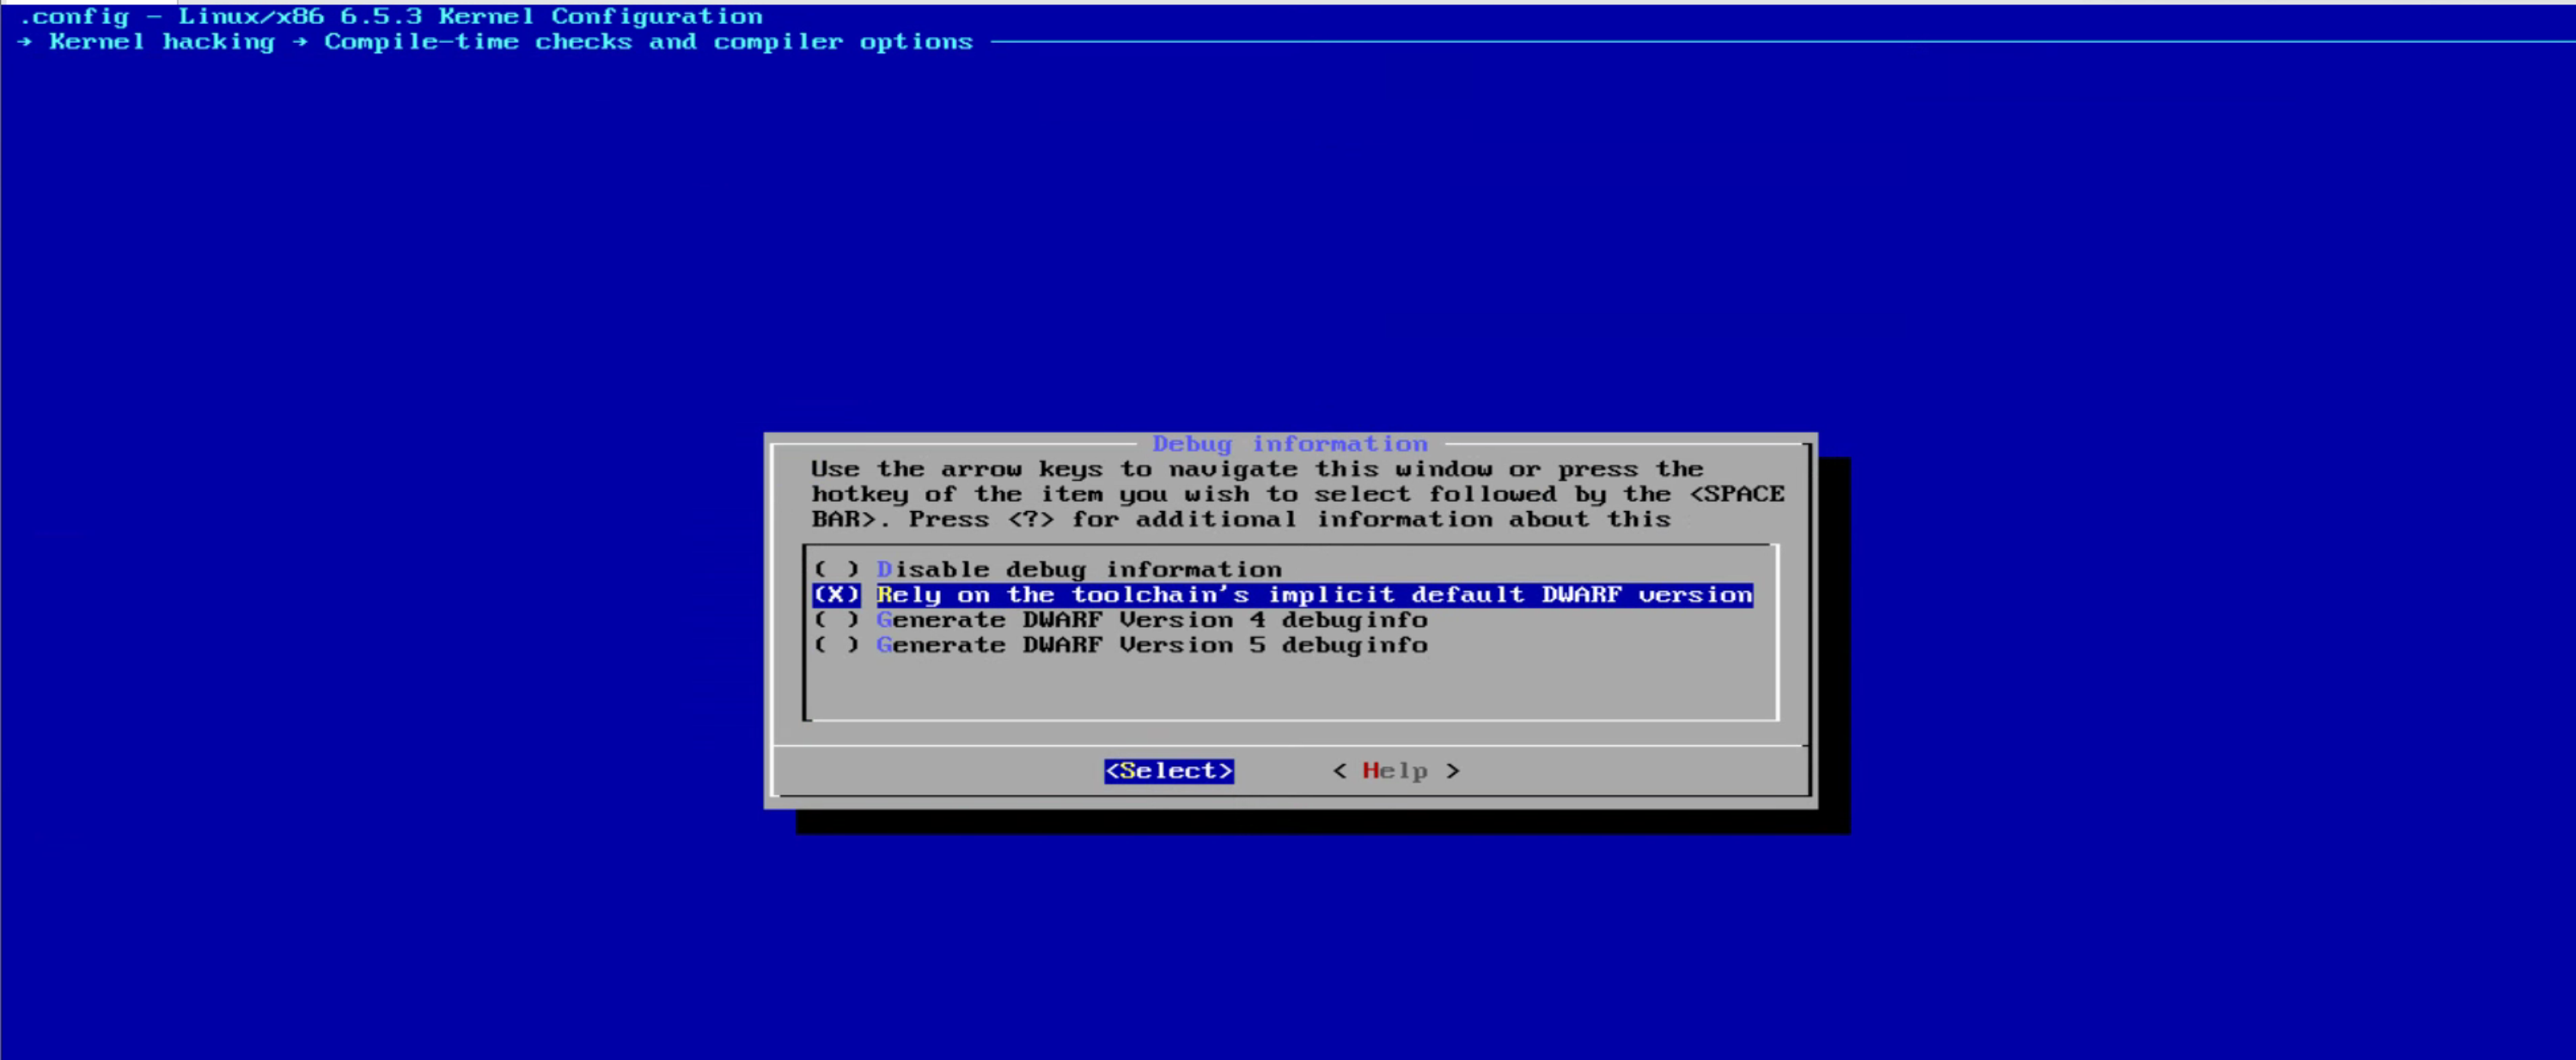 .config - Linux/x86 6.5.3 Kernel Configuration
→ Kernel hacking → Compile-time checks and compiler options
Debug information
Use the arrow keys to navigate this window or press the
hotkey of the item you wish to select followed by the <SPACE
BAR>. Press <?> for additional information about this
( ) Disable debug information
(X) Rely on the toolchain's implicit default DWARF version
( ) Generate DWARF Version 4 debuginfo
( ) Generate DWARF Version 5 debuginfo
<Select> < Help >